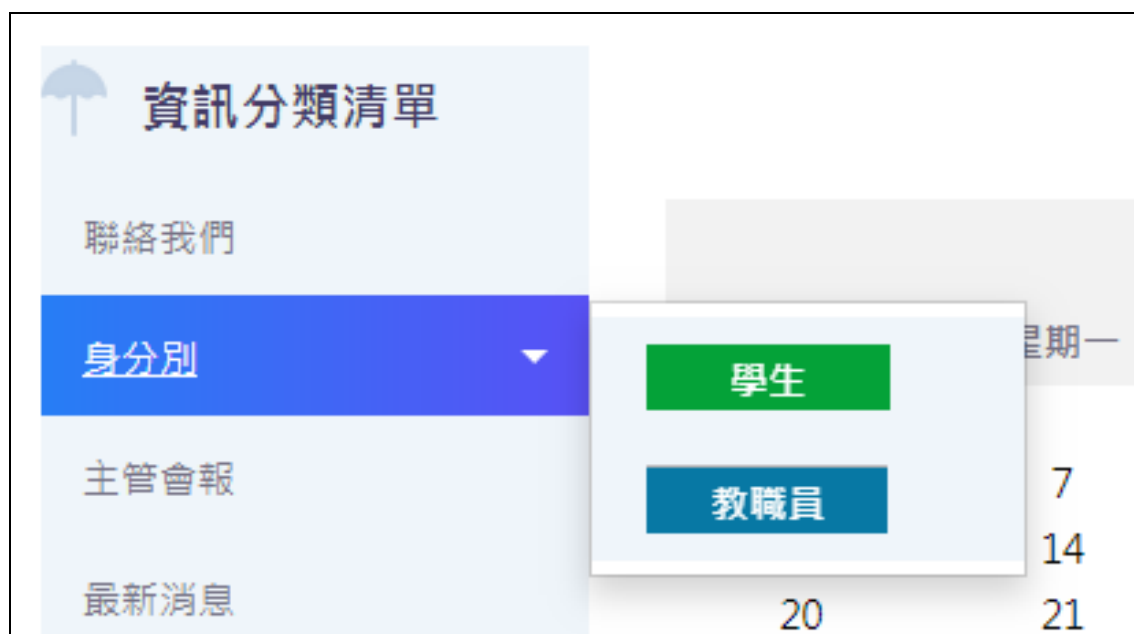 資訊分類清單
聯絡我們
身分別
學生
教職員
主管會報
最新消息
星期一
7
14
20 21